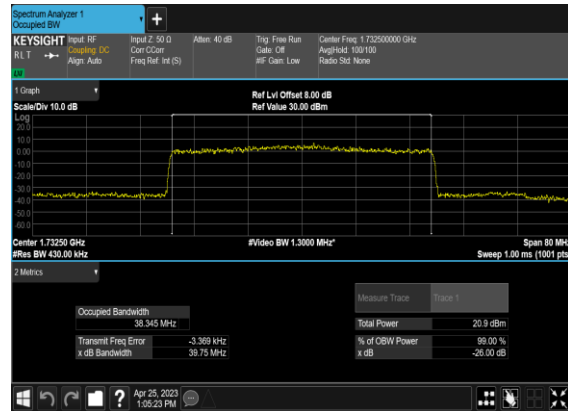 Spectrum Analyzer 1
Occupied BW
KEYSIGHT Input: RF Input Z: 50 Ω Atten: 40 dB Trig: Free Run Center Freq: 1.732500000 GHz
RLT Coupling: DC Corr CCorr Gate: Off Avg|Hold: 100/100
Align: Auto Freq Ref: Int (S) #IF Gain: Low Radio Std: None
1 Graph
Ref Lvl Offset 8.00 dB
Scale/Div 10.0 dB Ref Value 30.00 dBm
Log
20.0
10.0
0.00
-10.0
-20.0
-30.0
-40.0
-50.0
-60.0
Center 1.73250 GHz #Video BW 1.3000 MHz* Span 80 MHz
#Res BW 430.00 kHz Sweep 1.00 ms (1001 pts
2 Metrics
Measure Trace Trace 1
Occupied Bandwidth
38.345 MHz
Total Power 20.9 dBm
Transmit Freq Error -3.369 kHz % of OBW Power 99.00 %
x dB Bandwidth 39.75 MHz x dB -26.00 dB
Apr 25, 2023
1:05:23 PM